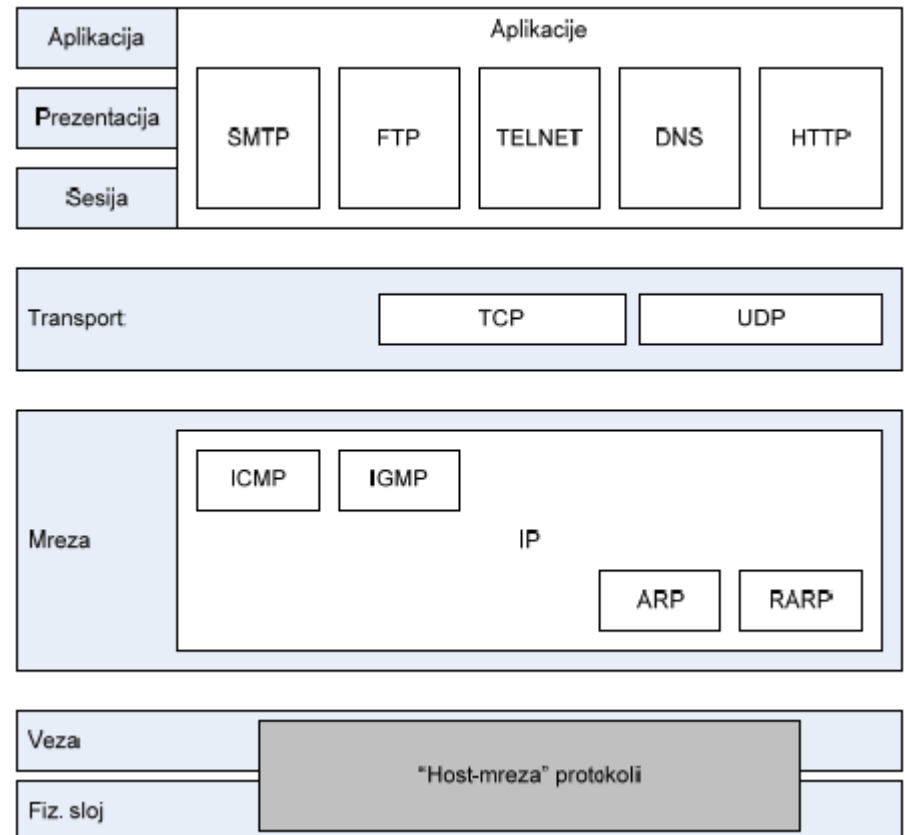 Aplikacija
Aplikacije
Prezentacija
SMTP
FTP
TELNET
DNS
HTTP
Sesija
Transport
TCP
UDP
ICMP
IGMP
Mreza
IP
ARP
RARP
Veza
"Host-mreza" protokoli
Fiz. sloj